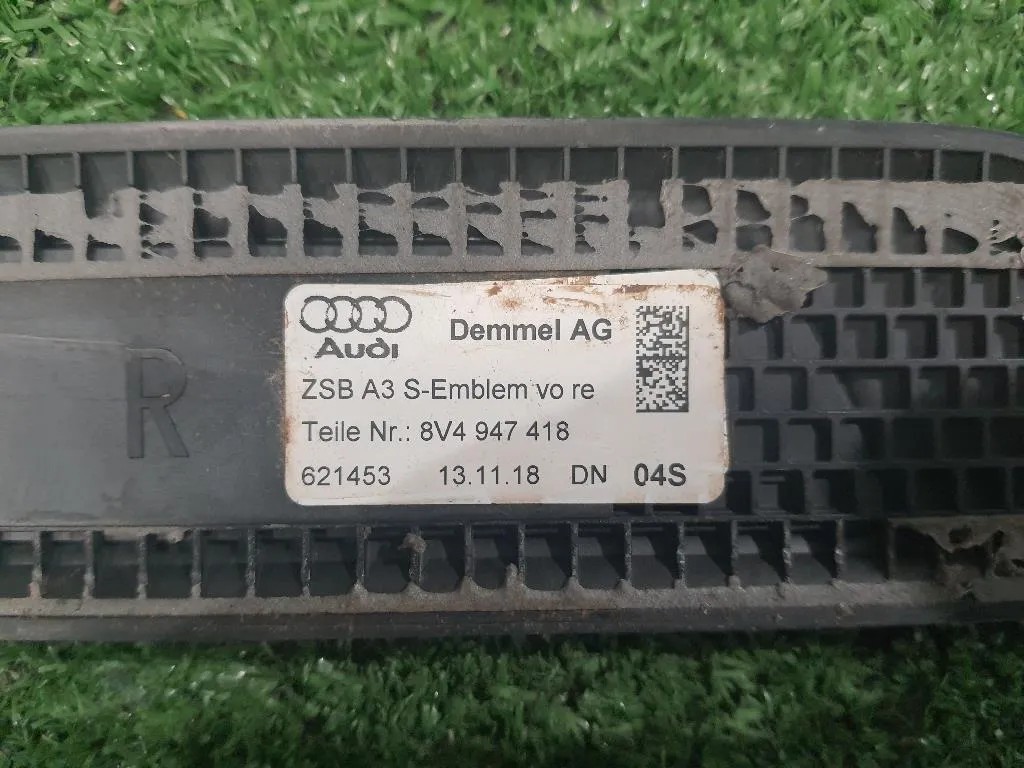 R
Audi
Demmel AG
ZSB A3 S-Emblem vo re
Teile Nr.: 8V4 947 418
621453 13.11.18 DN 04S